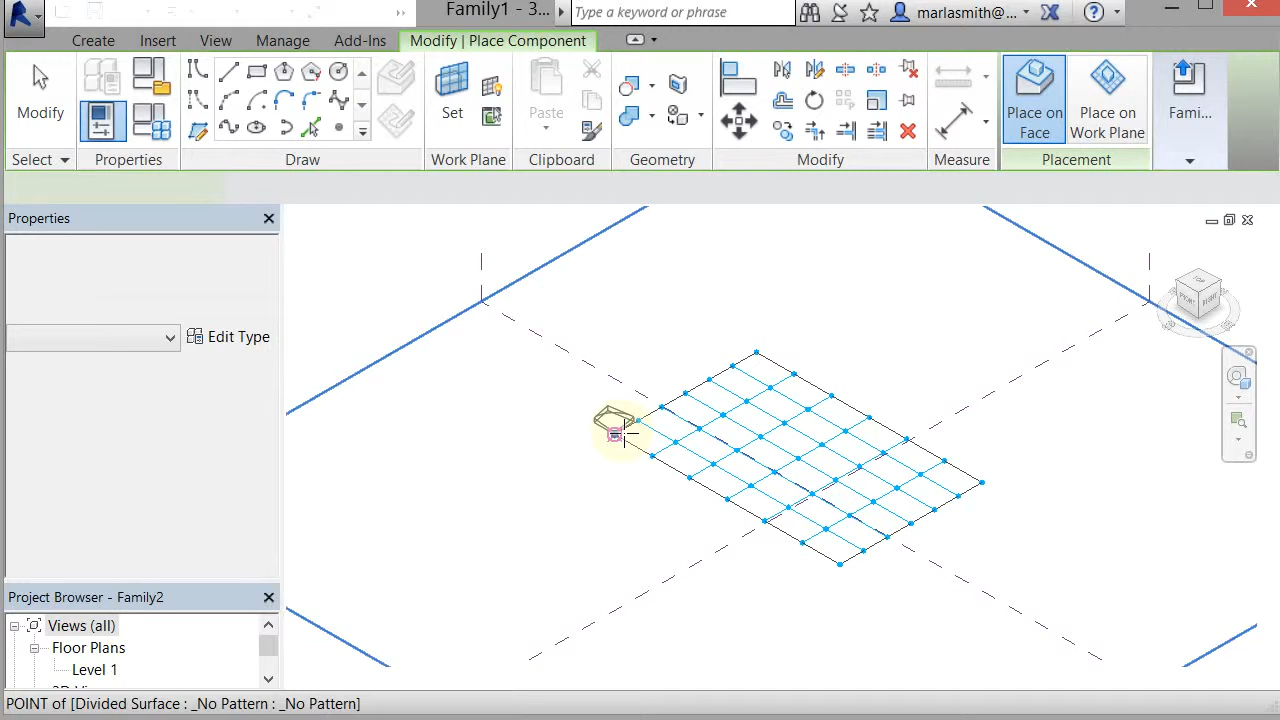 Family1 - 3...
Type a keyword or phrase
marlasmith@...
Create
Insert
View
Manage
Add-Ins
Modify | Place Component
Modify
Set
Paste
Place on
Face
Place on
Work Plane
Fami...
Select
Properties
Draw
Work Plane
Clipboard
Geometry
Modify
Measure
Placement
Properties
Edit Type
Project Browser - Family2
Views (all)
Floor Plans
Level 1
TOP
FRONT
RIGHT
POINT of [Divided Surface : _No Pattern : _No Pattern]